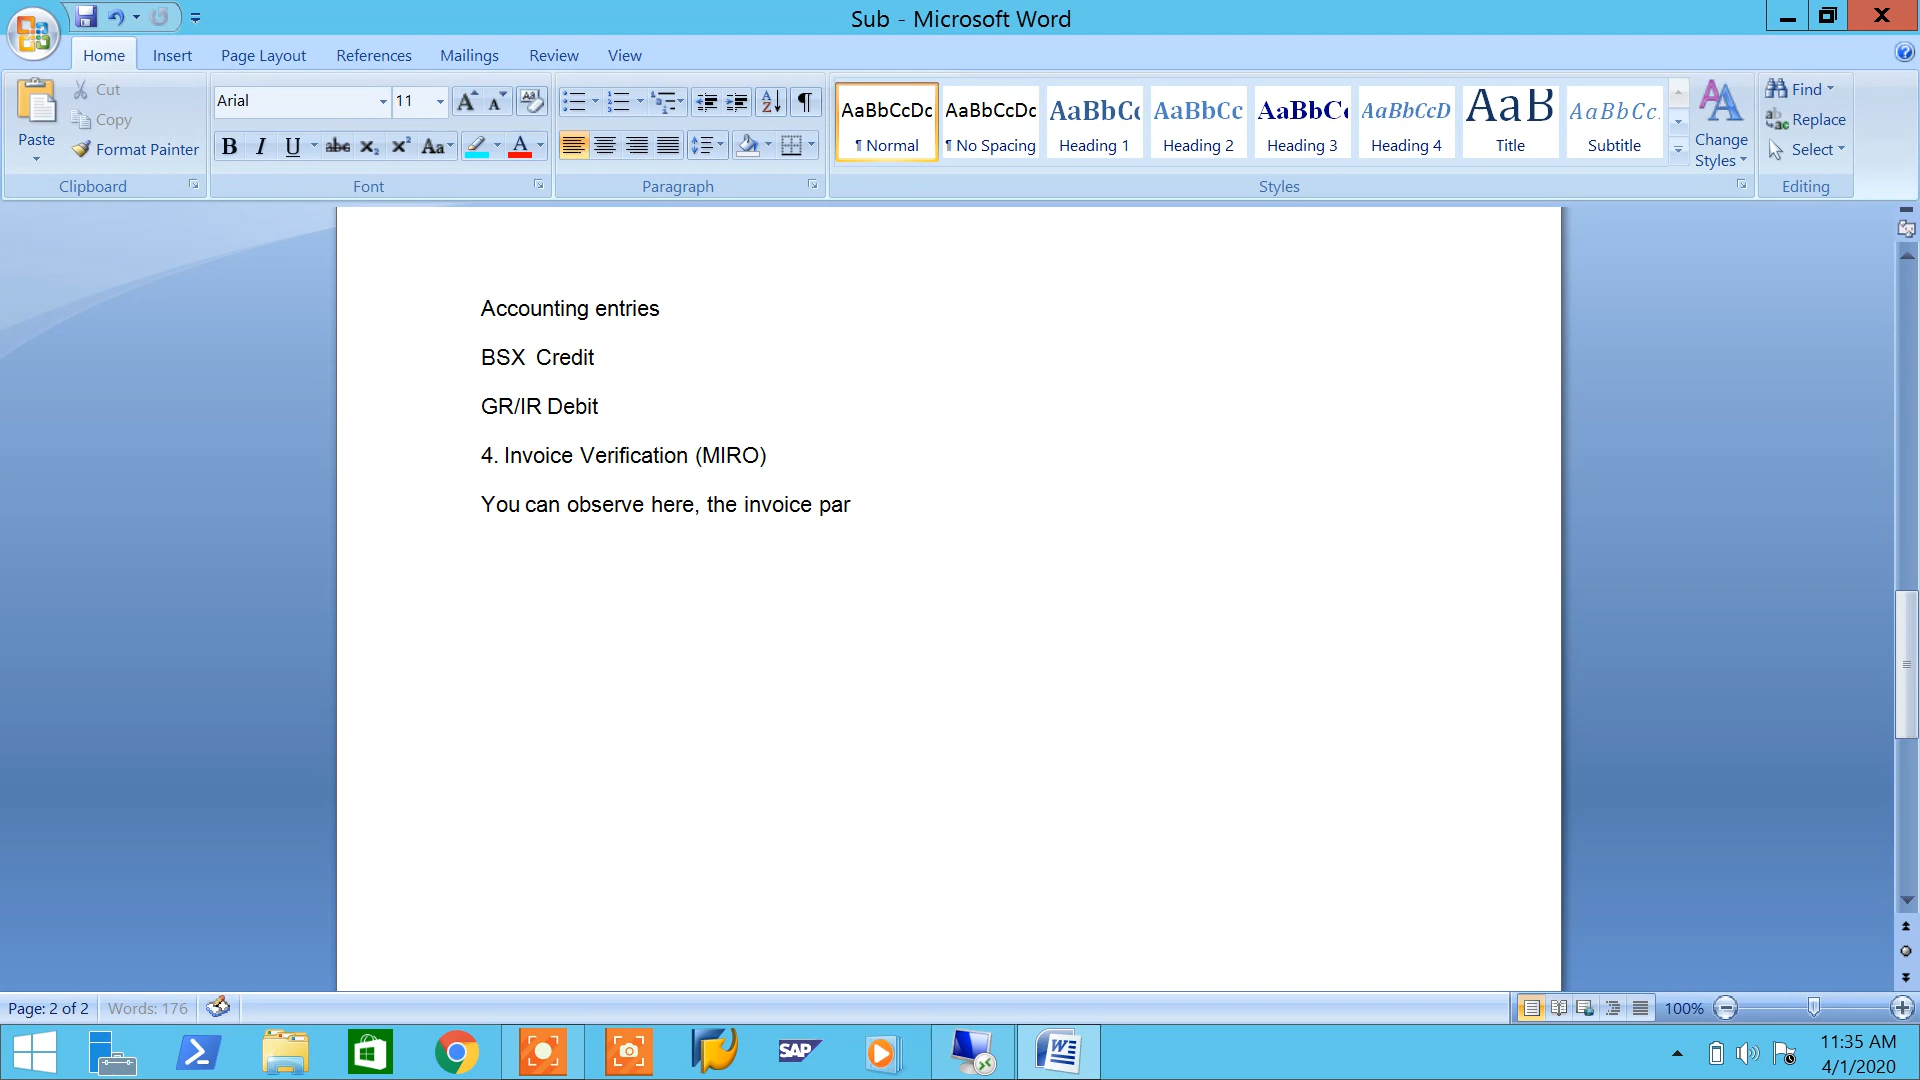 Sub - Microsoft Word
Home Insert Page Layout References Mailings Review View
Paste
Cut
Copy
Format Painter
Clipboard
Arial 11
B I U abc X₂ X² Aa A
Font
Paragraph
AaBbCcDc AaBbCcDc AaBbC AaBbCc AaBbC AaBbCcD AaB AaBbCc.
¶ Normal ¶ No Spacing Heading 1 Heading 2 Heading 3 Heading 4 Title Subtitle
Change Styles
Styles
Find
Replace
Select
Editing
Accounting entries
BSX Credit
GR/IR Debit
4. Invoice Verification (MIRO)
You can observe here, the invoice par
Page: 2 of 2 Words: 176 100%
SAP
11:35 AM
4/1/2020